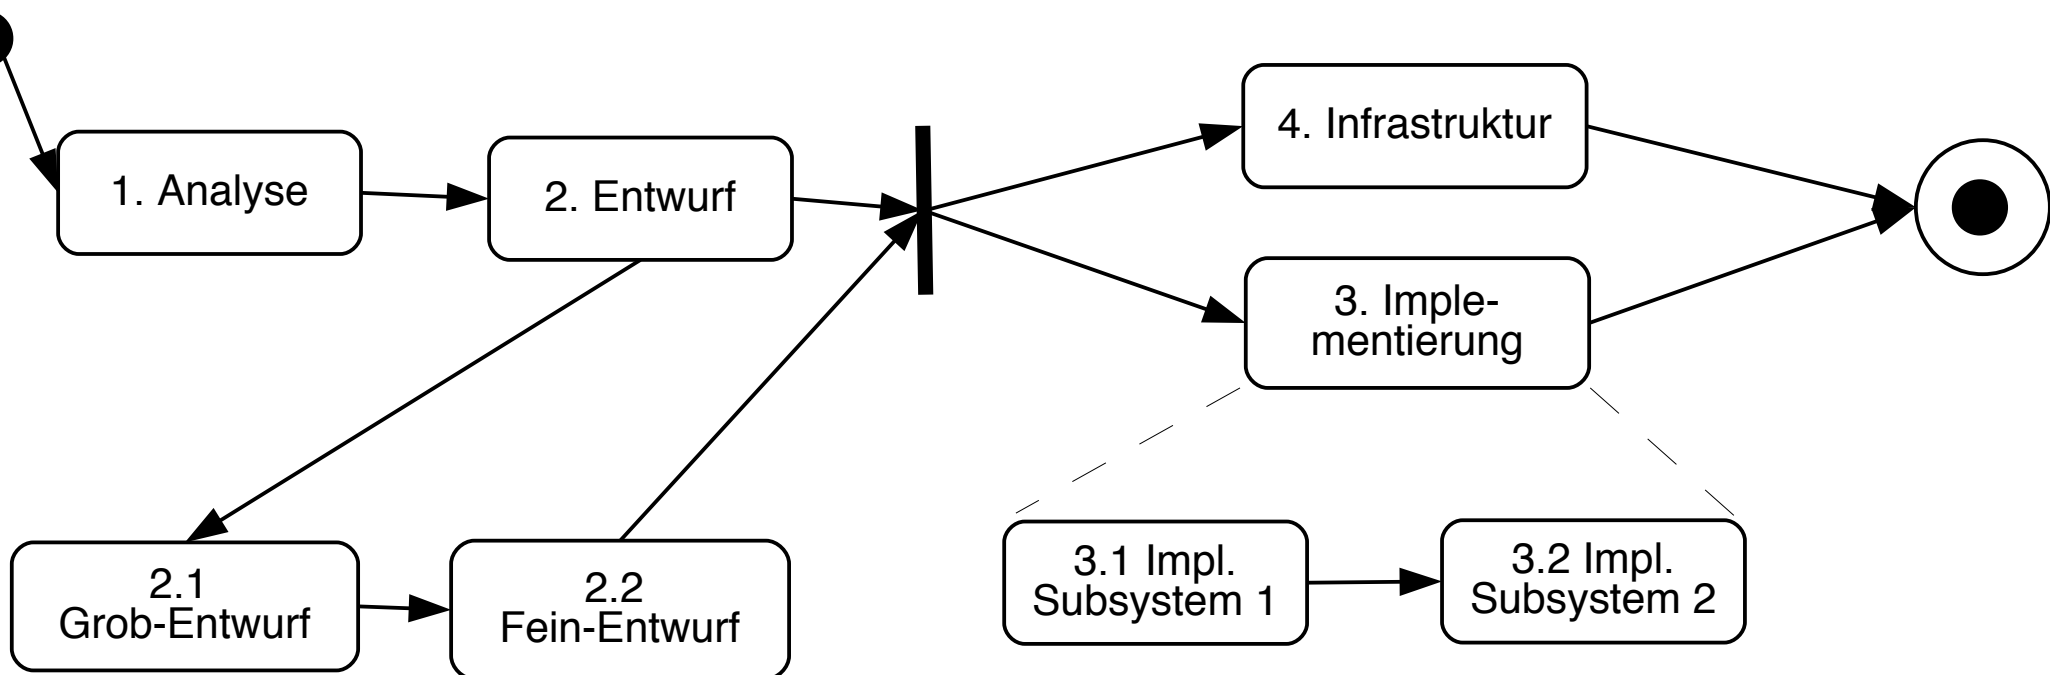 1. Analyse
2. Entwurf
4. Infrastruktur
3. Imple-
mentierung
2.1
Grob-Entwurf
2.2
Fein-Entwurf
3.1 Impl.
Subsystem 1
3.2 Impl.
Subsystem 2